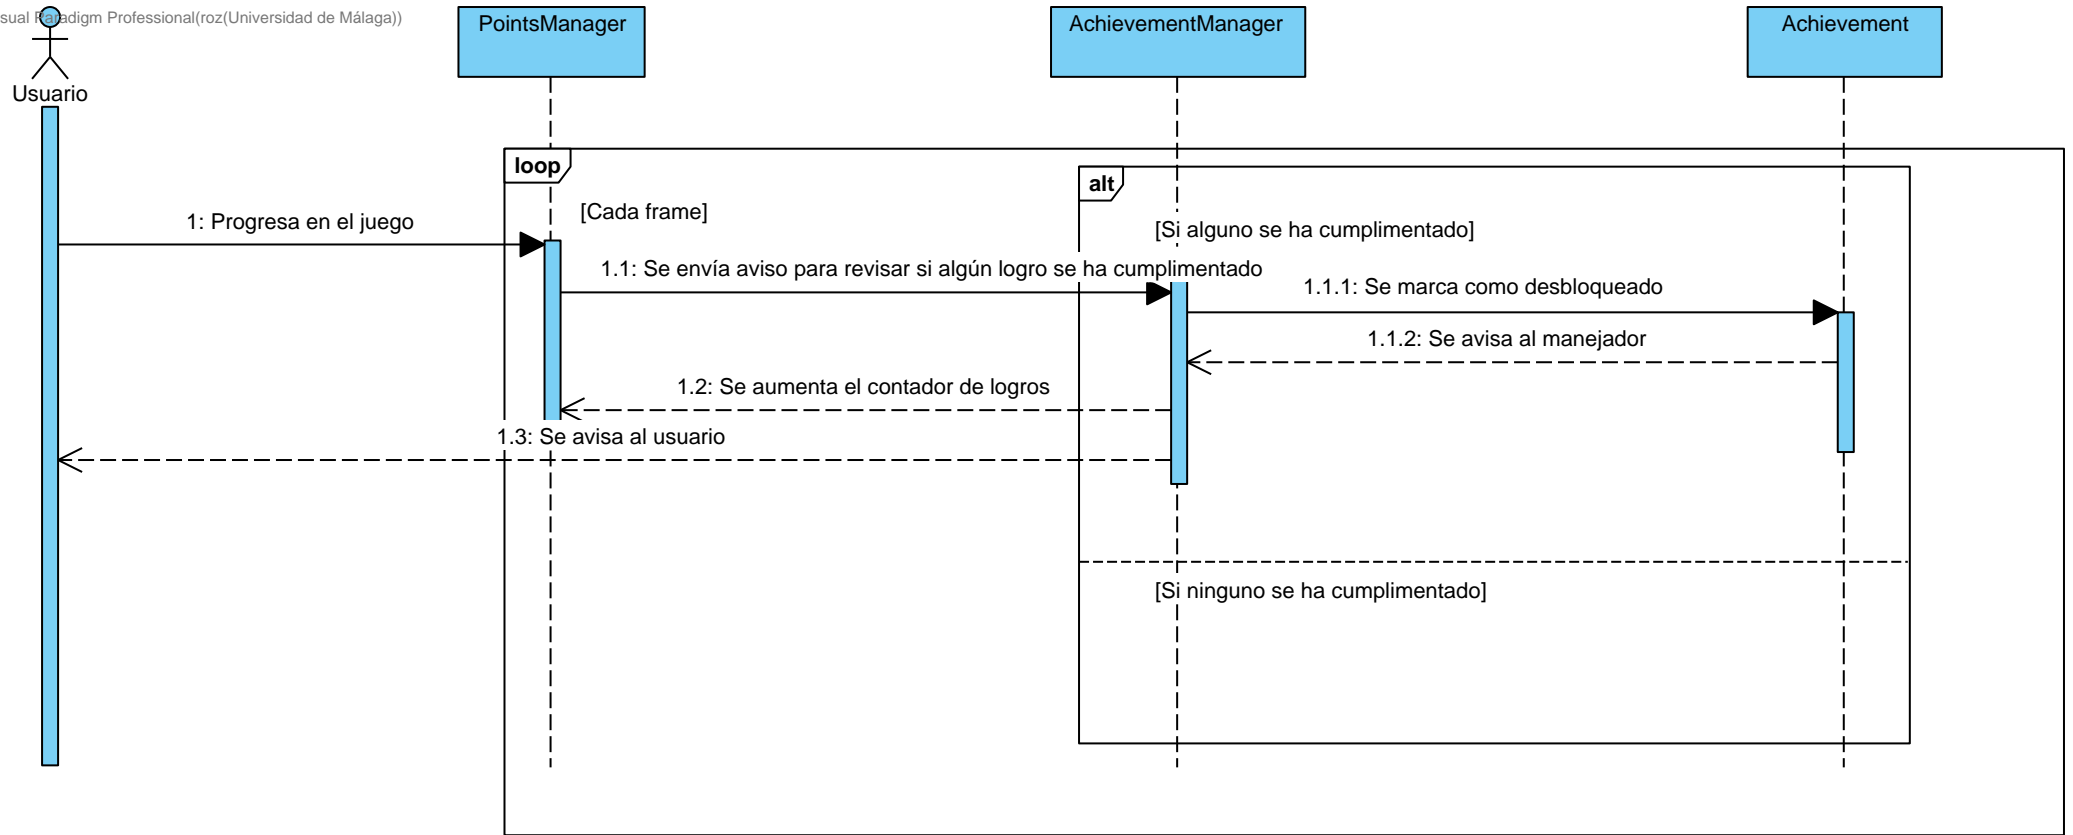 sual Paradigm Professional(roz(Universidad de Málaga))
PointsManager
AchievementManager
Achievement
Usuario
loop
alt
[Cada frame]
1: Progresa en el juego
[Si alguno se ha cumplimentado]
1.1: Se envía aviso para revisar si algún logro se ha cumplimentado
1.1.1: Se marca como desbloqueado
1.1.2: Se avisa al manejador
1.2: Se aumenta el contador de logros
1.3: Se avisa al usuario
[Si ninguno se ha cumplimentado]